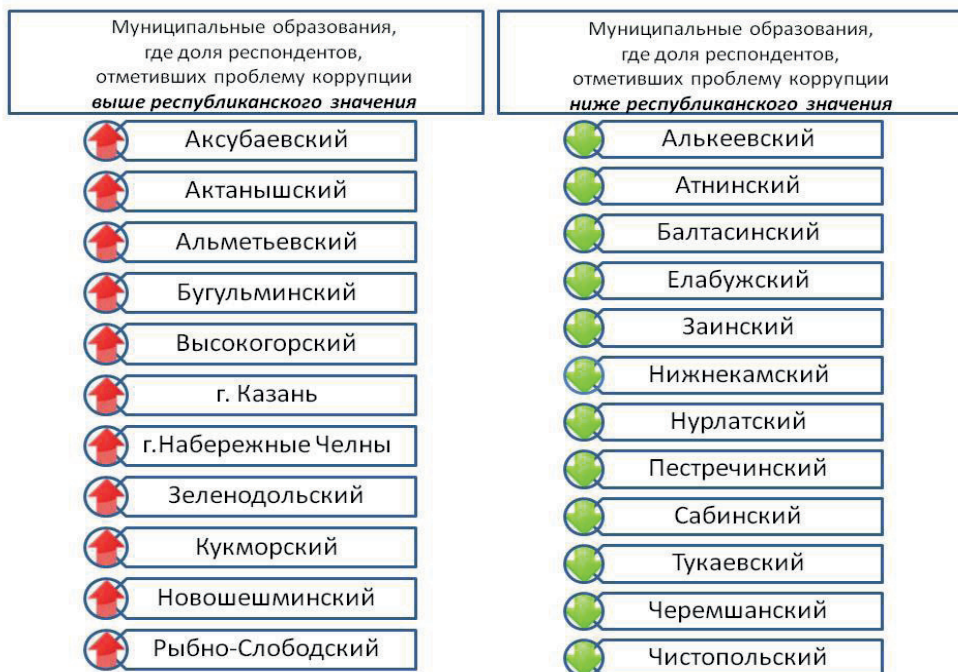 Муниципальные образования,
где доля респондентов,
отметивших проблему коррупции
выше республиканского значения
Аксубаевский
Актанышский
Альметьевский
Бугульминский
Высокогорский
г. Казань
г.Набережные Челны
Зеленодольский
Кукморский
Новошешминский
Рыбно-Слободский
Муниципальные образования,
где доля респондентов,
отметивших проблему коррупции
ниже республиканского значения
Алькеевский
Атнинский
Балтасинский
Елабужский
Заинский
Нижнекамский
Нурлатский
Пестречинский
Сабинский
Тукаевский
Черемшанский
Чистопольский